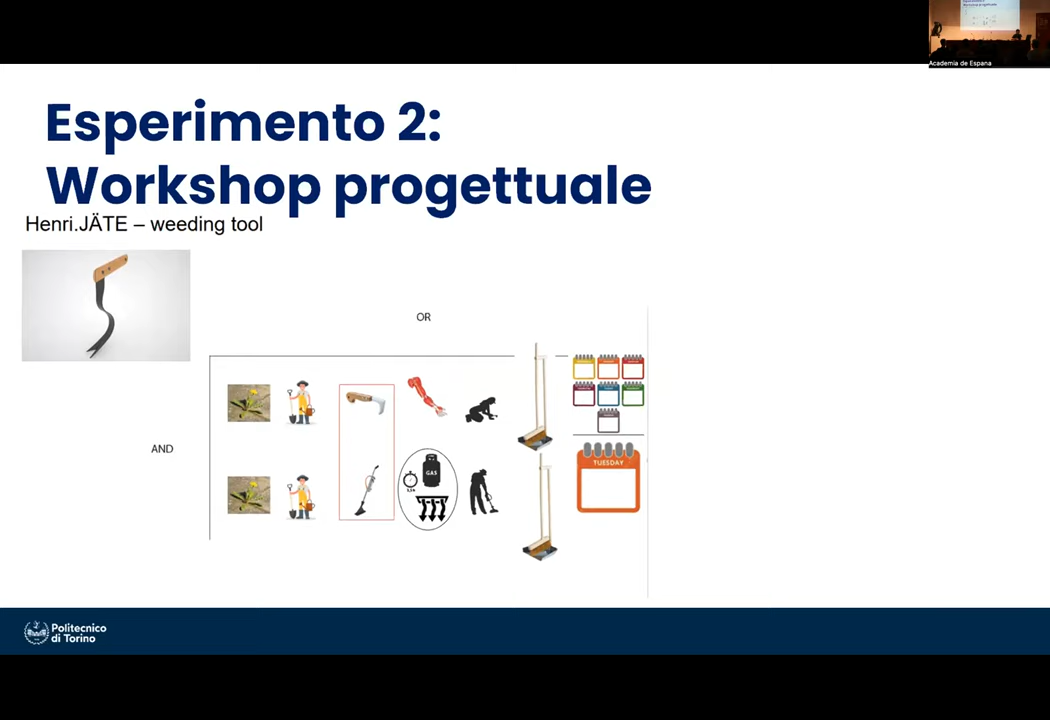 Academia de Espana
Esperimento 2:
Workshop progettuale
Henri.JÄTE – weeding tool
OR
AND
GAS
TUESDAY
Politecnico
di Torino